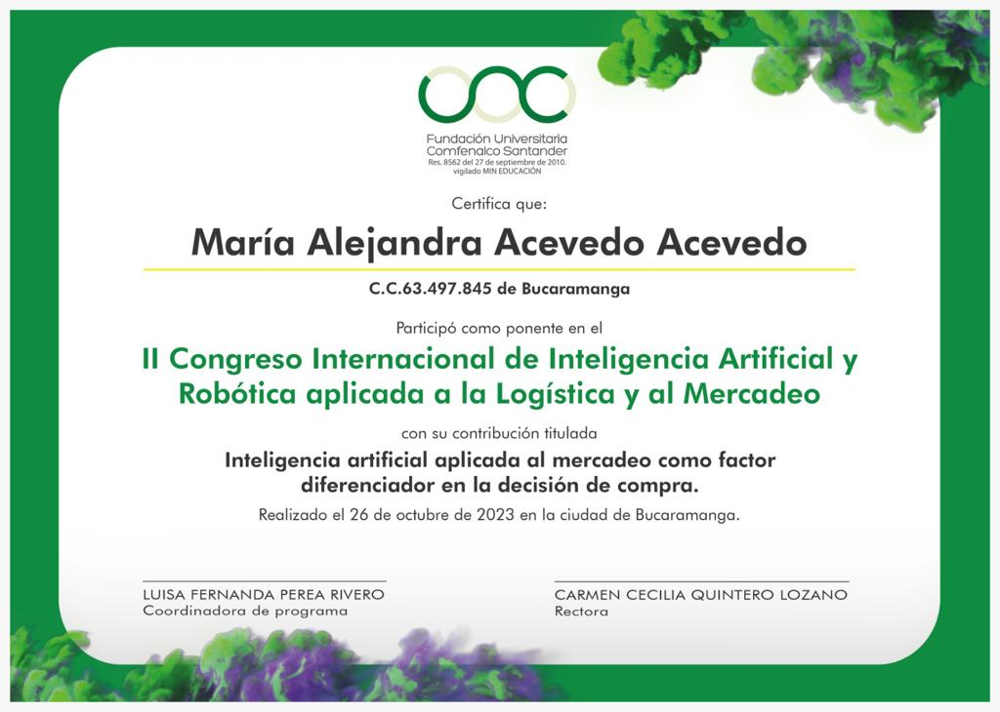 Fundación Universitaria
Comfenalco Santander
Res. 8562 del 27 de septiembre de 2010.
vigilado MIN EDUCACIÓN
Certifica que:
María Alejandra Acevedo Acevedo
C.C.63.497.845 de Bucaramanga
Participó como ponente en el
II Congreso Internacional de Inteligencia Artificial y
Robótica aplicada a la Logística y al Mercadeo
con su contribución titulada
Inteligencia artificial aplicada al mercadeo como factor
diferenciador en la decisión de compra.
Realizado el 26 de octubre de 2023 en la ciudad de Bucaramanga.
LUISA FERNANDA PEREA RIVERO
Coordinadora de programa
CARMEN CECILIA QUINTERO LOZANO
Rectora